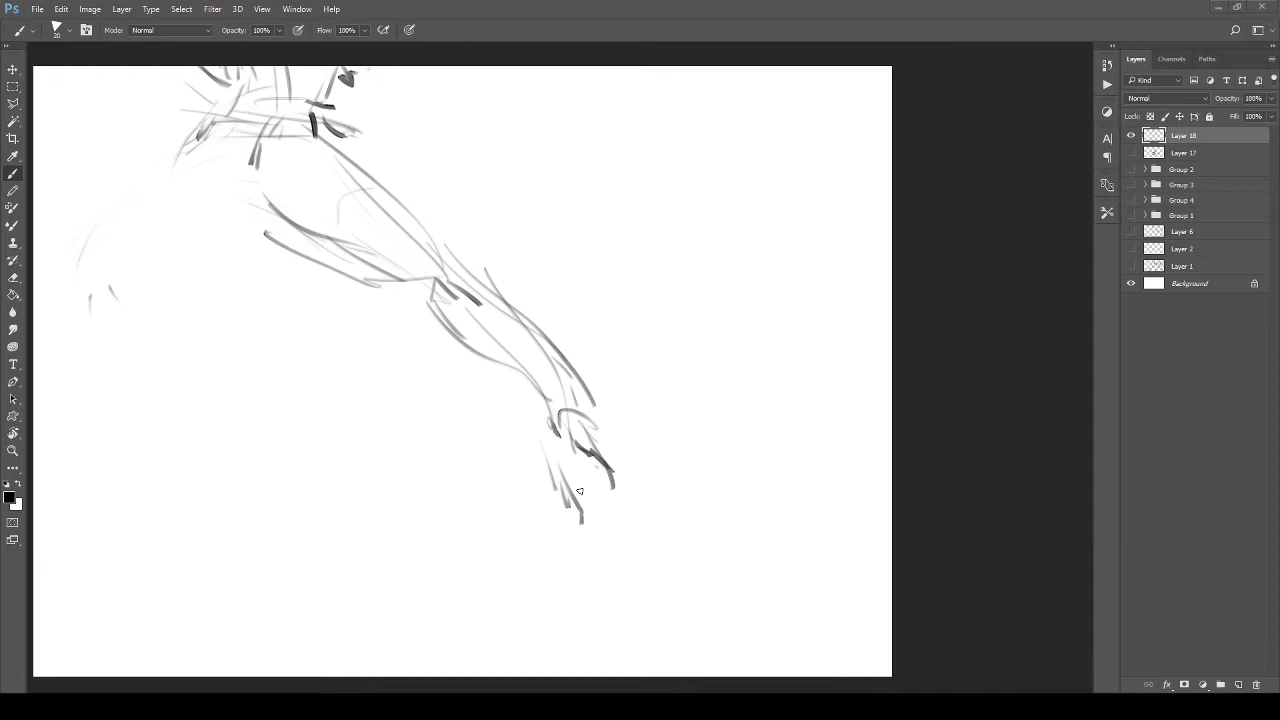 Ps File Edit Image Layer Type Select Filter 3D View Window Help
20 Mode: Normal Opacity: 100% Flow: 100%
Layers Channels Paths
Kind
Normal Opacity: 100%
Lock: Fill: 100%
Layer 18
Layer 17
Group 2
Group 3
Group 4
Group 1
Layer 6
Layer 2
Layer 1
Background